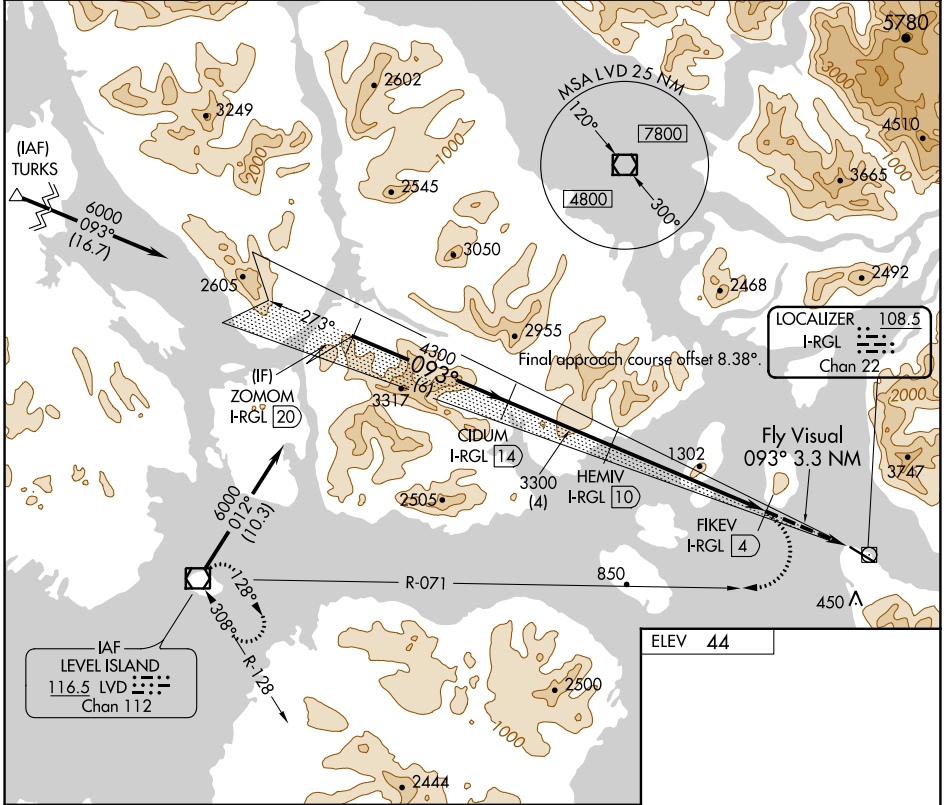 5780
2602
3249
3000
MSA LVD 25 NM
120°
7800
4510
(IAF)
TURKS
2000
1000
1000
3665
2545
4800
300°
6000
093°
(16.7)
3050
2605
2468
2492
273°
2955
LOCALIZER 108.5
I-RGL
Chan 22
4300
093°
(6)
Final approach course offset 8.38°.
(IF)
ZOMOM
I-RGL 20
3317
2000
CIDUM
I-RGL 14
Fly Visual
093° 3.3 NM
1302
3747
3300
(4)
HEMIV
I-RGL 10
2505
6000
012°
(10.3)
FIKEV
I-RGL 4
R-071
850
128°
308°
R-128
450
IAF
LEVEL ISLAND
116.5 LVD
Chan 112
ELEV 44
2500
1000
2444